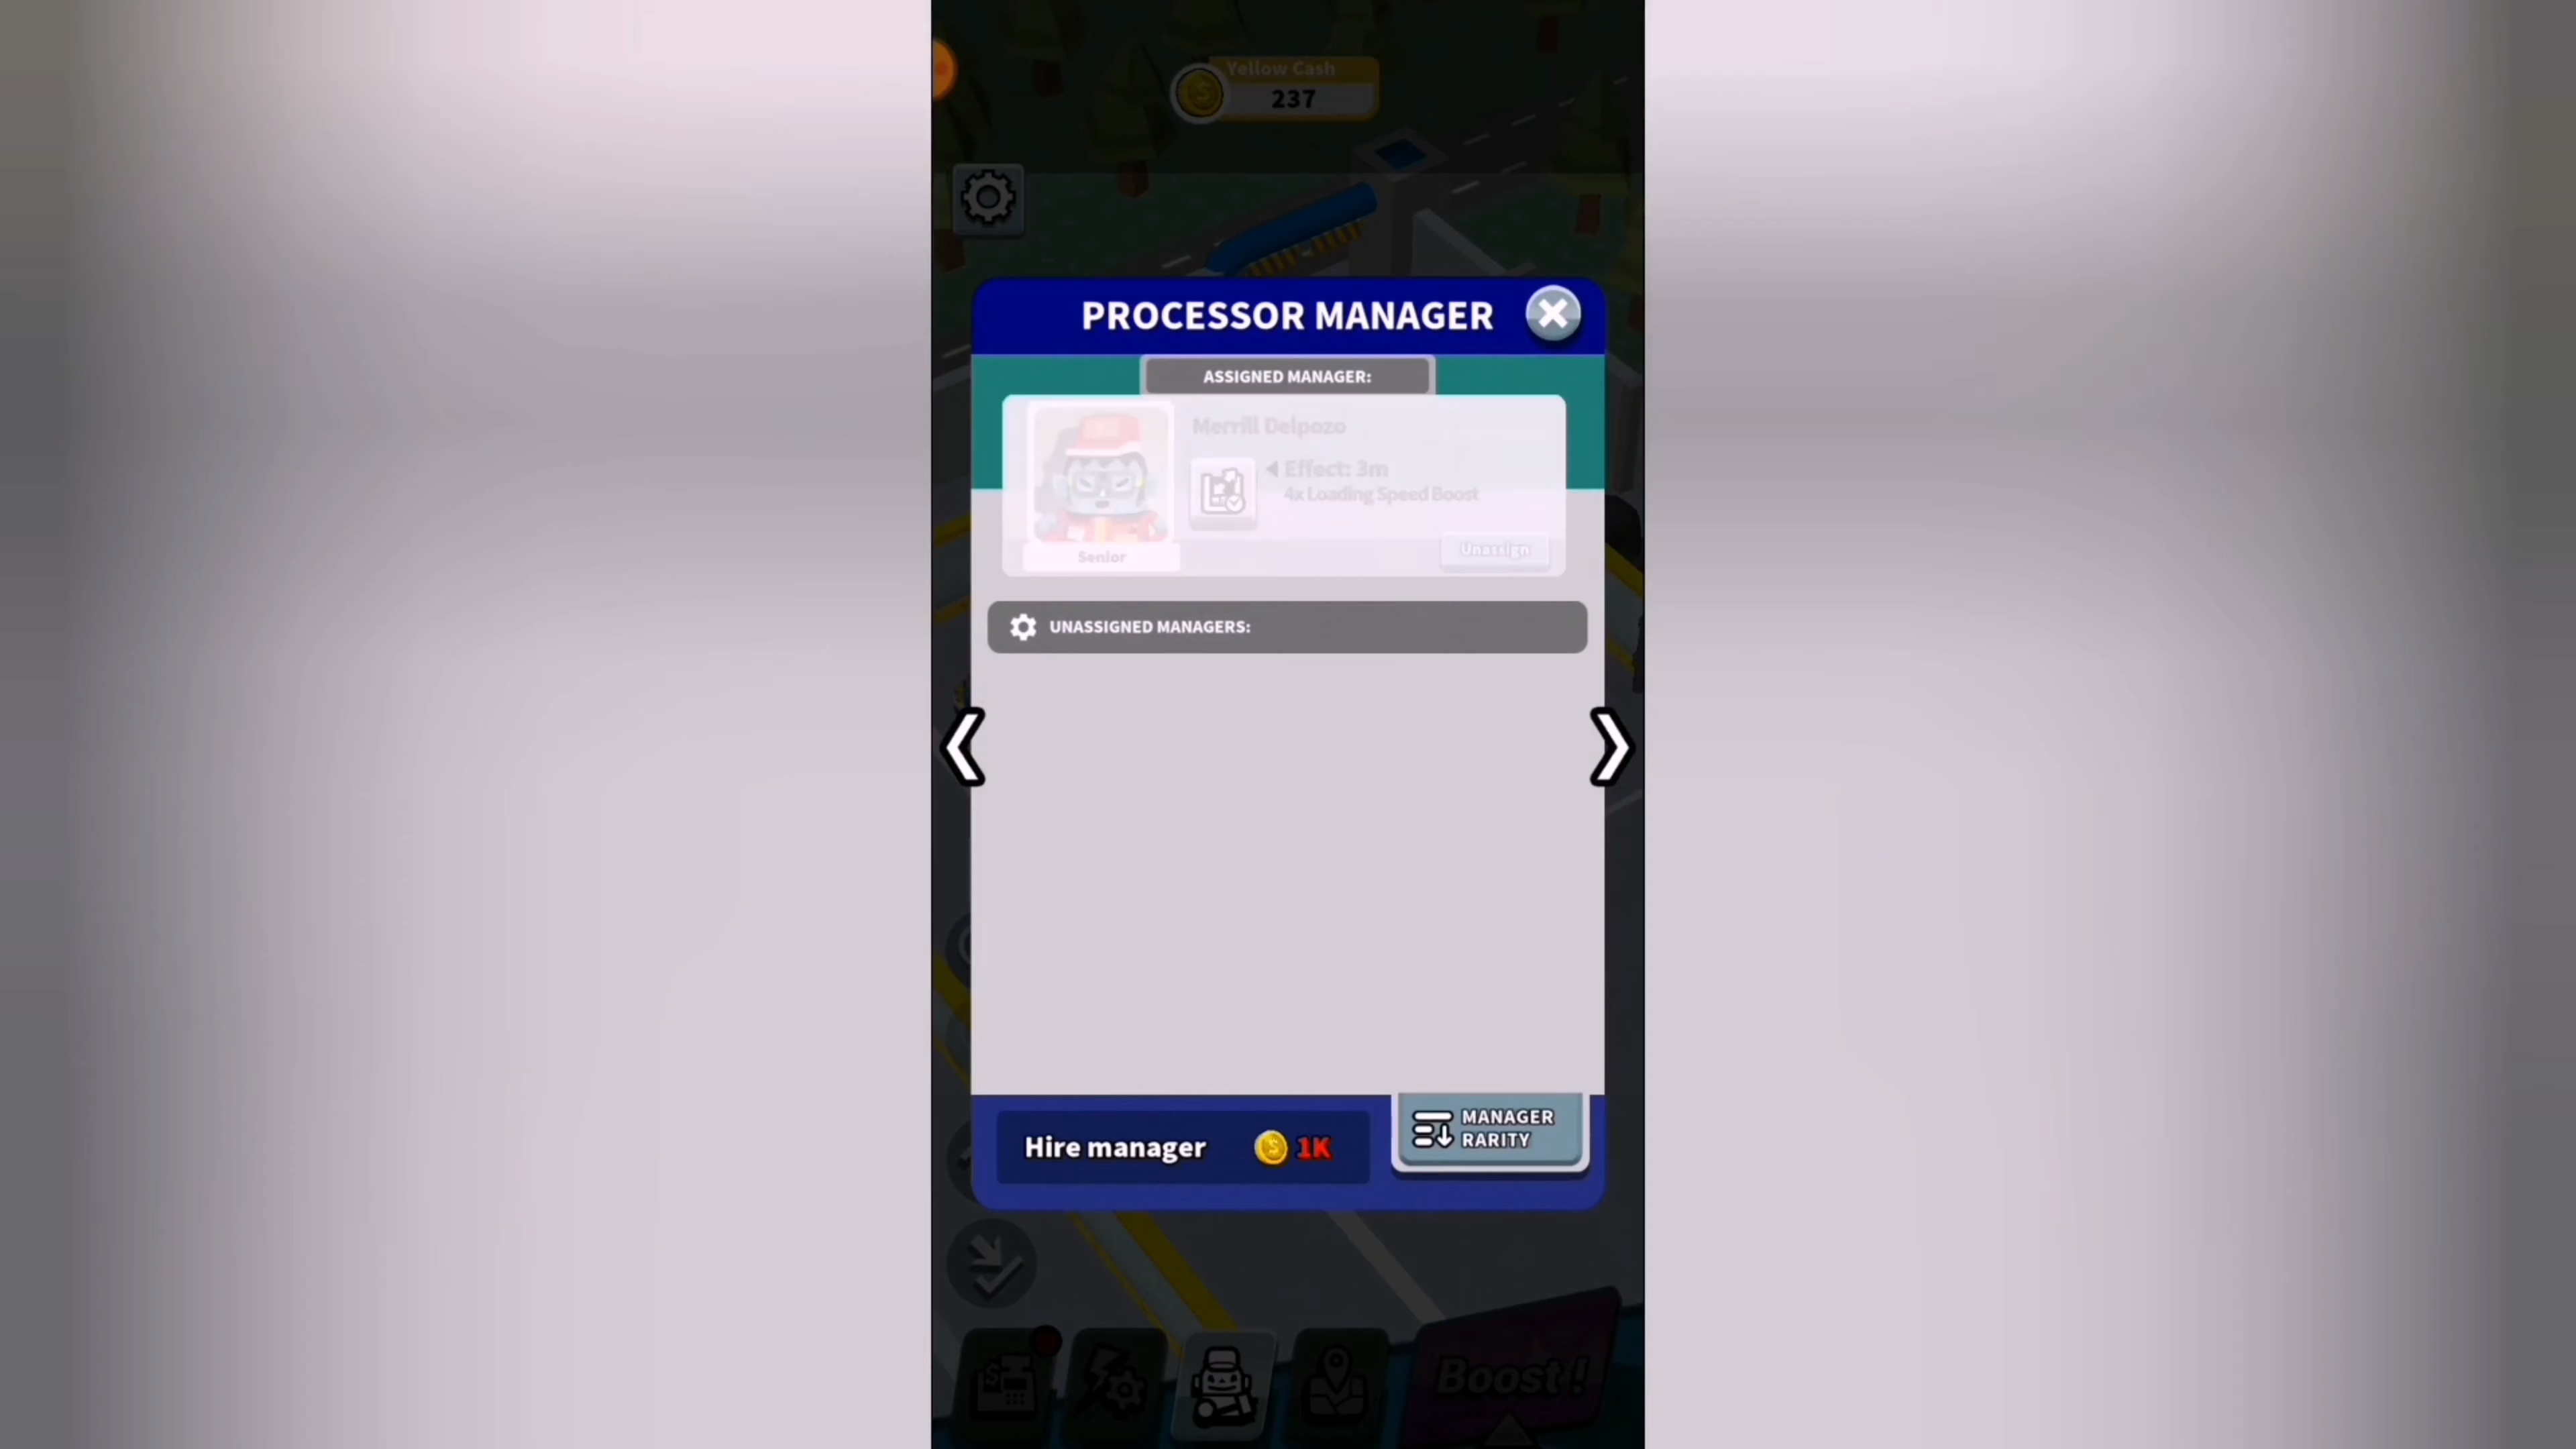 Yellow Cash
237
PROCESSOR MANAGER
ASSIGNED MANAGER:
Merrill Delpozo
Effect: 3m
4x Loading Speed Boost
Senior
Unassign
UNASSIGNED MANAGERS:
Hire manager 1K
MANAGER
RARITY
Boost!